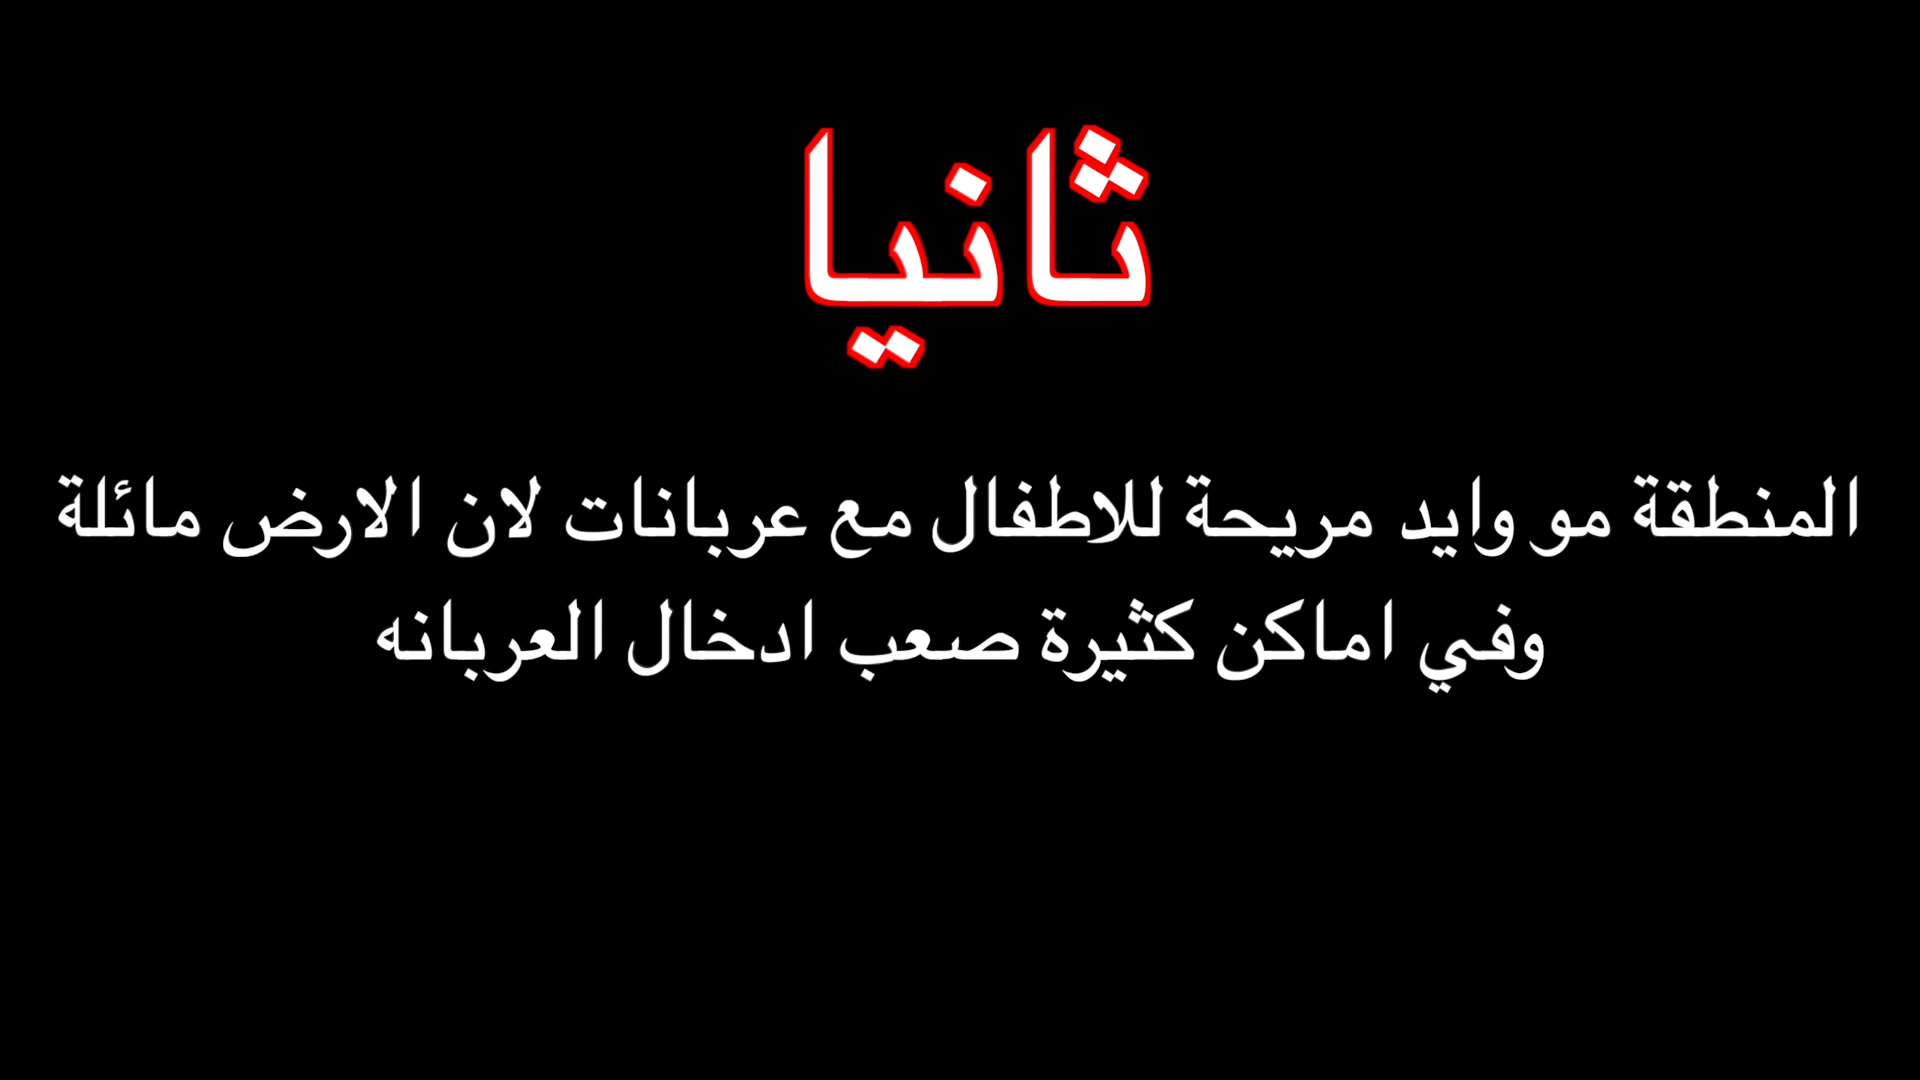 ثانيا
المنطقة مو وايد مريحة للاطفال مع عربانات لان الارض مائلة
وفي اماكن كثيرة صعب ادخال العربانه